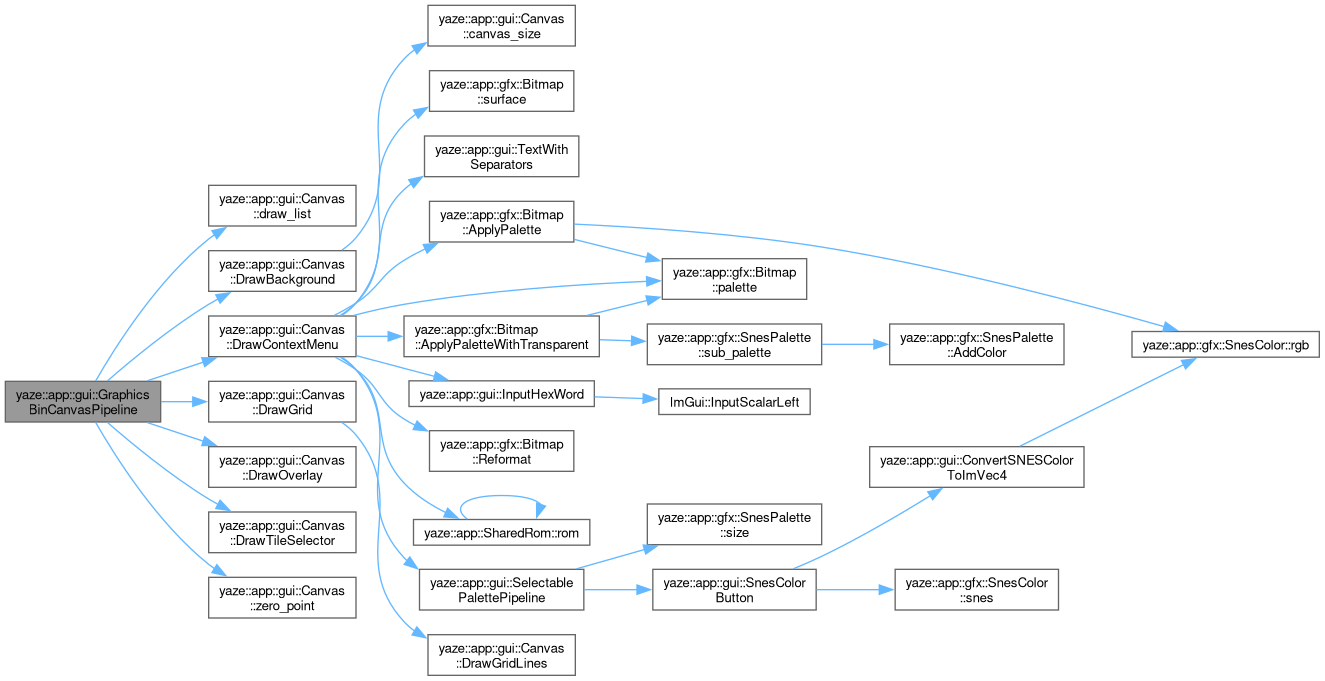 yaze::app::gui::Graphics
BinCanvasPipeline
yaze::app::gui::Canvas
::draw_list
yaze::app::gui::Canvas
::DrawBackground
yaze::app::gui::Canvas
::DrawContextMenu
yaze::app::gui::Canvas
::DrawGrid
yaze::app::gui::Canvas
::DrawOverlay
yaze::app::gui::Canvas
::DrawTileSelector
yaze::app::gui::Canvas
::zero_point
yaze::app::gui::Canvas
::canvas_size
yaze::app::gfx::Bitmap
::surface
yaze::app::gui::TextWith
Separators
yaze::app::gfx::Bitmap
::ApplyPalette
yaze::app::gfx::Bitmap
::ApplyPaletteWithTransparent
yaze::app::gui::InputHexWord
yaze::app::gfx::Bitmap
::Reformat
yaze::app::SharedRom::rom
yaze::app::gui::Selectable
PalettePipeline
yaze::app::gui::Canvas
::DrawGridLines
yaze::app::gfx::Bitmap
::palette
yaze::app::gfx::SnesPalette
::sub_palette
ImGui::InputScalarLeft
yaze::app::gfx::SnesPalette
::size
yaze::app::gui::SnesColor
Button
yaze::app::gfx::SnesPalette
::AddColor
yaze::app::gui::ConvertSNESColor
ToImVec4
yaze::app::gfx::SnesColor
::snes
yaze::app::gfx::SnesColor::rgb